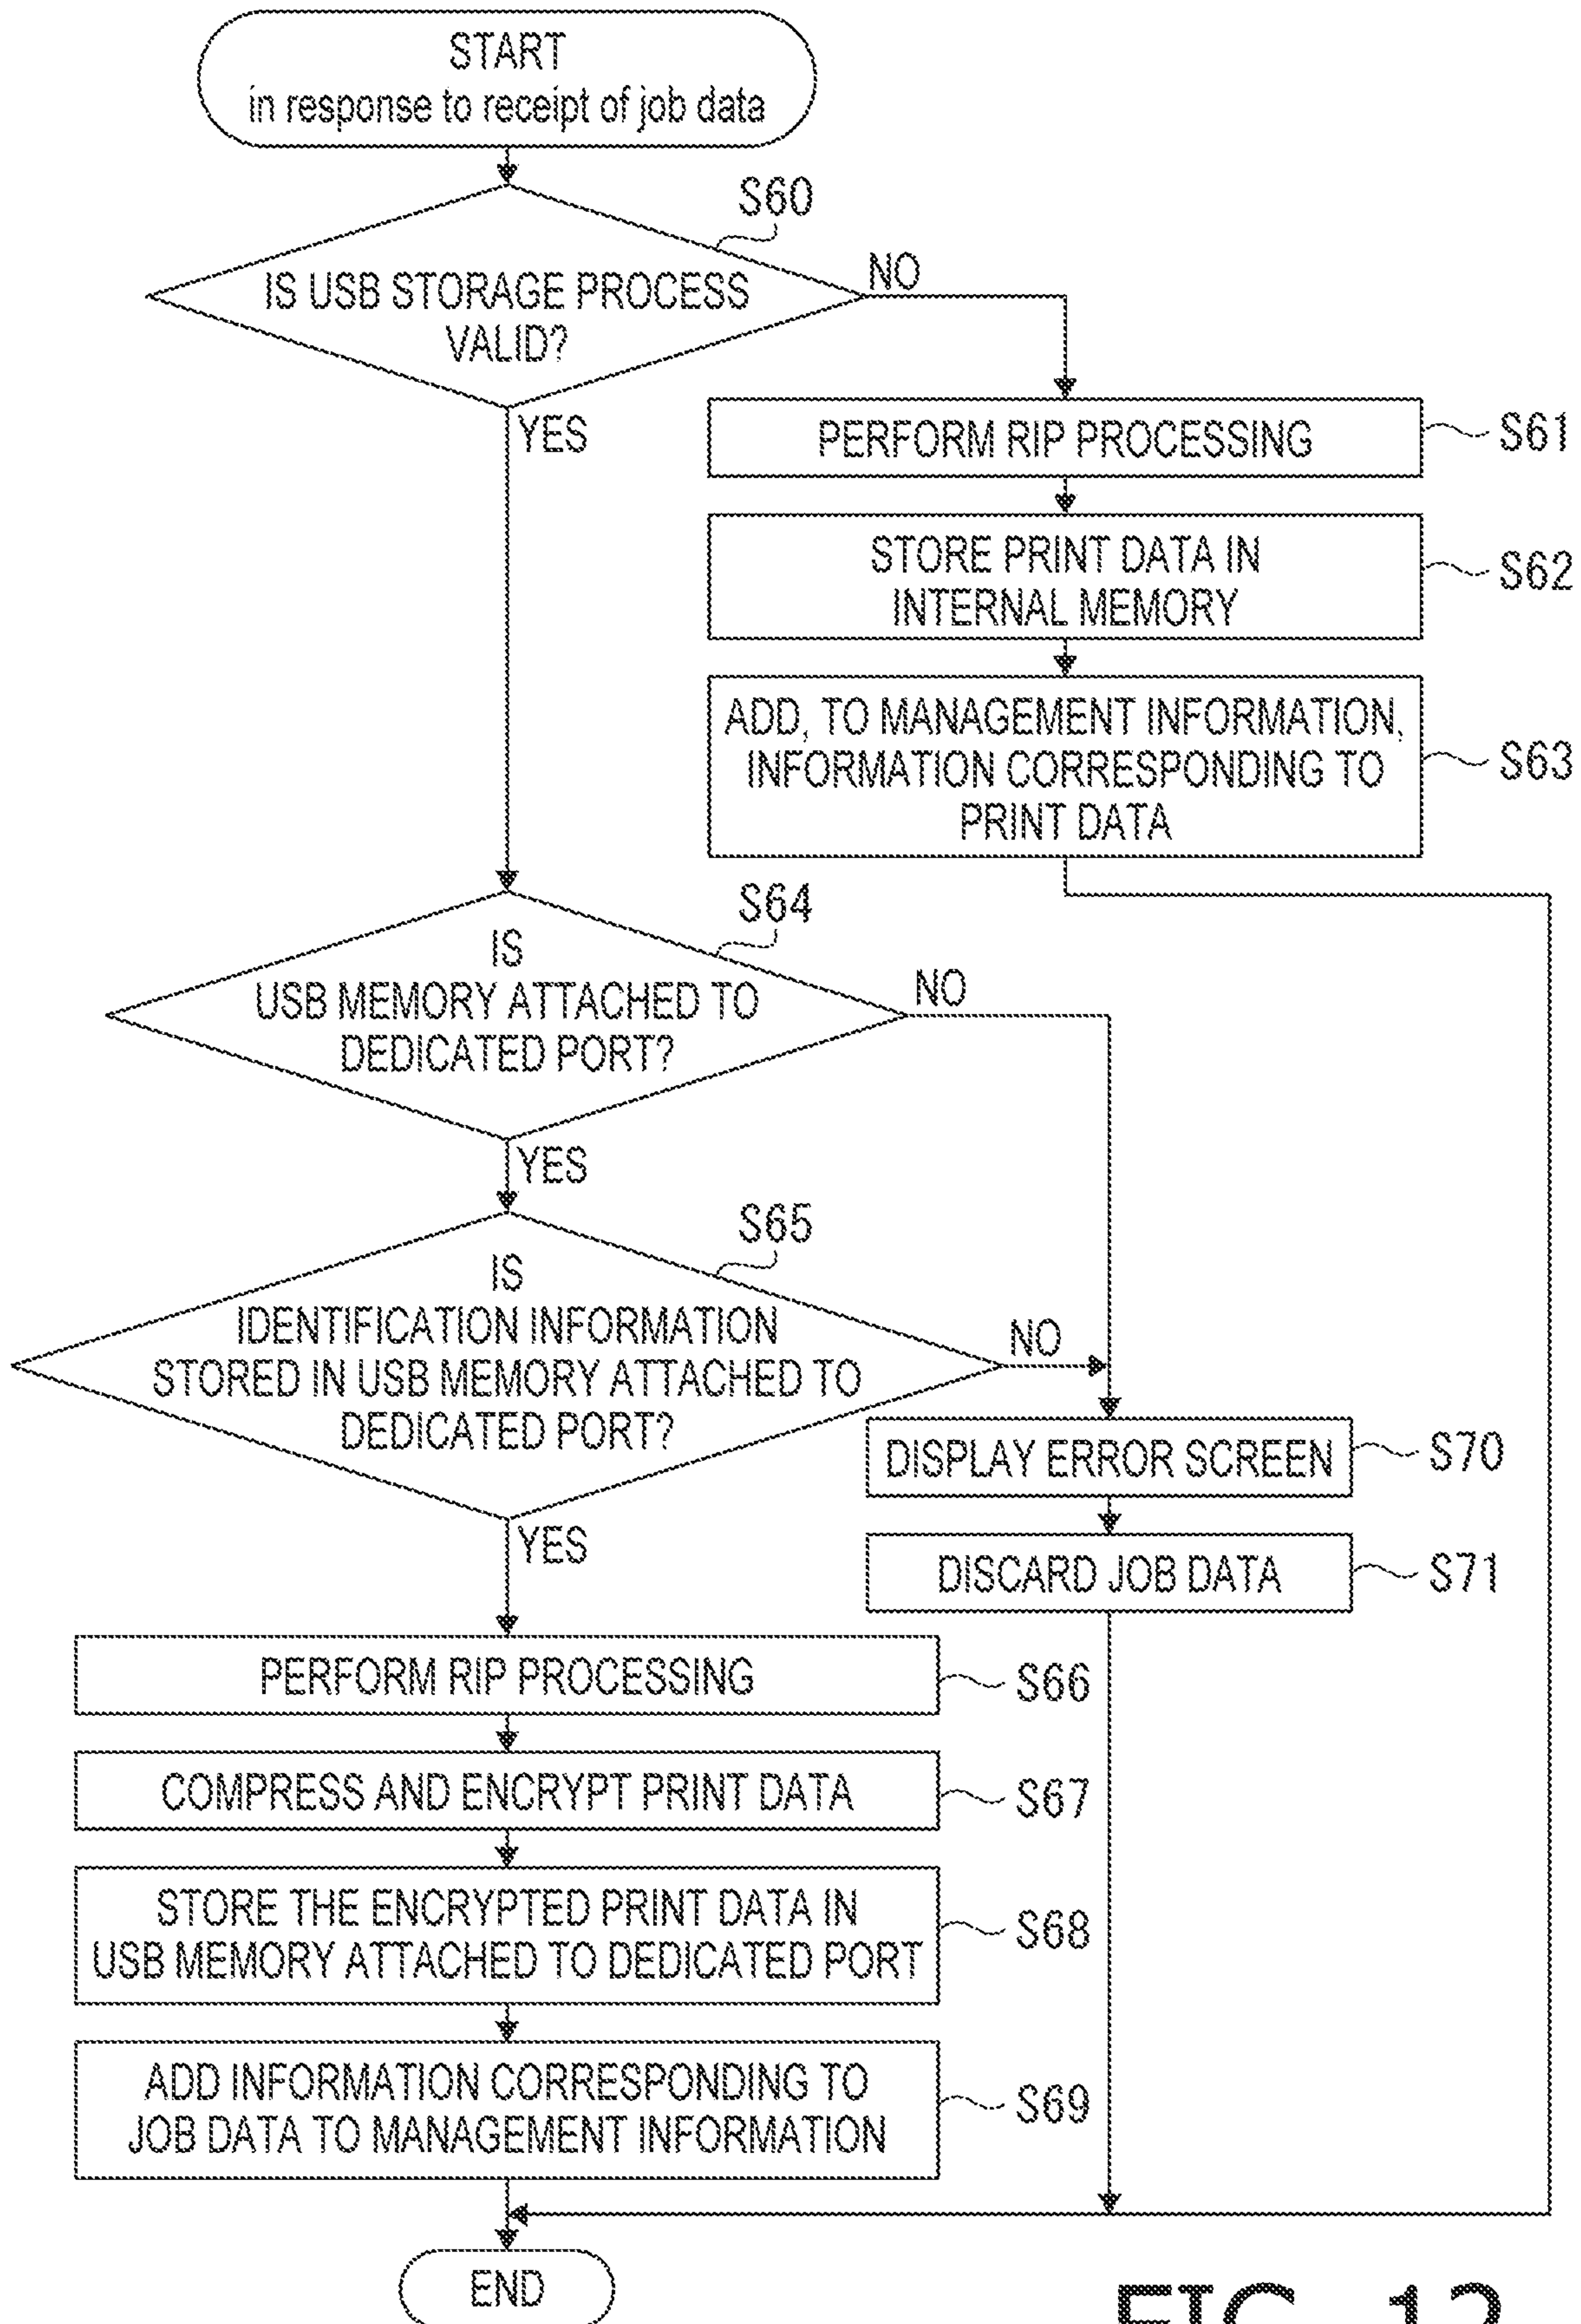 START
in response to receipt of job data
S60
IS USB STORAGE PROCESS
VALID?
NO
YES
PERFORM RIP PROCESSING
S61
STORE PRINT DATA IN
INTERNAL MEMORY
S62
ADD, TO MANAGEMENT INFORMATION,
INFORMATION CORRESPONDING TO
PRINT DATA
S63
S64
IS
USB MEMORY ATTACHED TO
DEDICATED PORT?
NO
YES
S65
IS
IDENTIFICATION INFORMATION
STORED IN USB MEMORY ATTACHED TO
DEDICATED PORT?
NO
YES
DISPLAY ERROR SCREEN
S70
DISCARD JOB DATA
S71
PERFORM RIP PROCESSING
S66
COMPRESS AND ENCRYPT PRINT DATA
S67
STORE THE ENCRYPTED PRINT DATA IN
USB MEMORY ATTACHED TO DEDICATED PORT
S68
ADD INFORMATION CORRESPONDING TO
JOB DATA TO MANAGEMENT INFORMATION
S69
END
FIG. 12